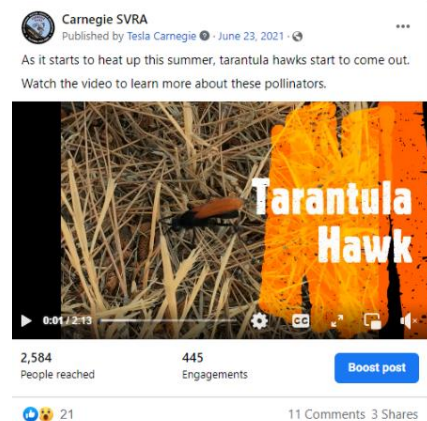 Carnegie SVRA
Published by Tesla Carnegie · June 23, 2021 ·
As it starts to heat up this summer, tarantula hawks start to come out.
Watch the video to learn more about these pollinators.
Tarantula
Hawk
0:01 / 2:13
CC
2,584
People reached
445
Engagements
Boost post
21
11 Comments 3 Shares